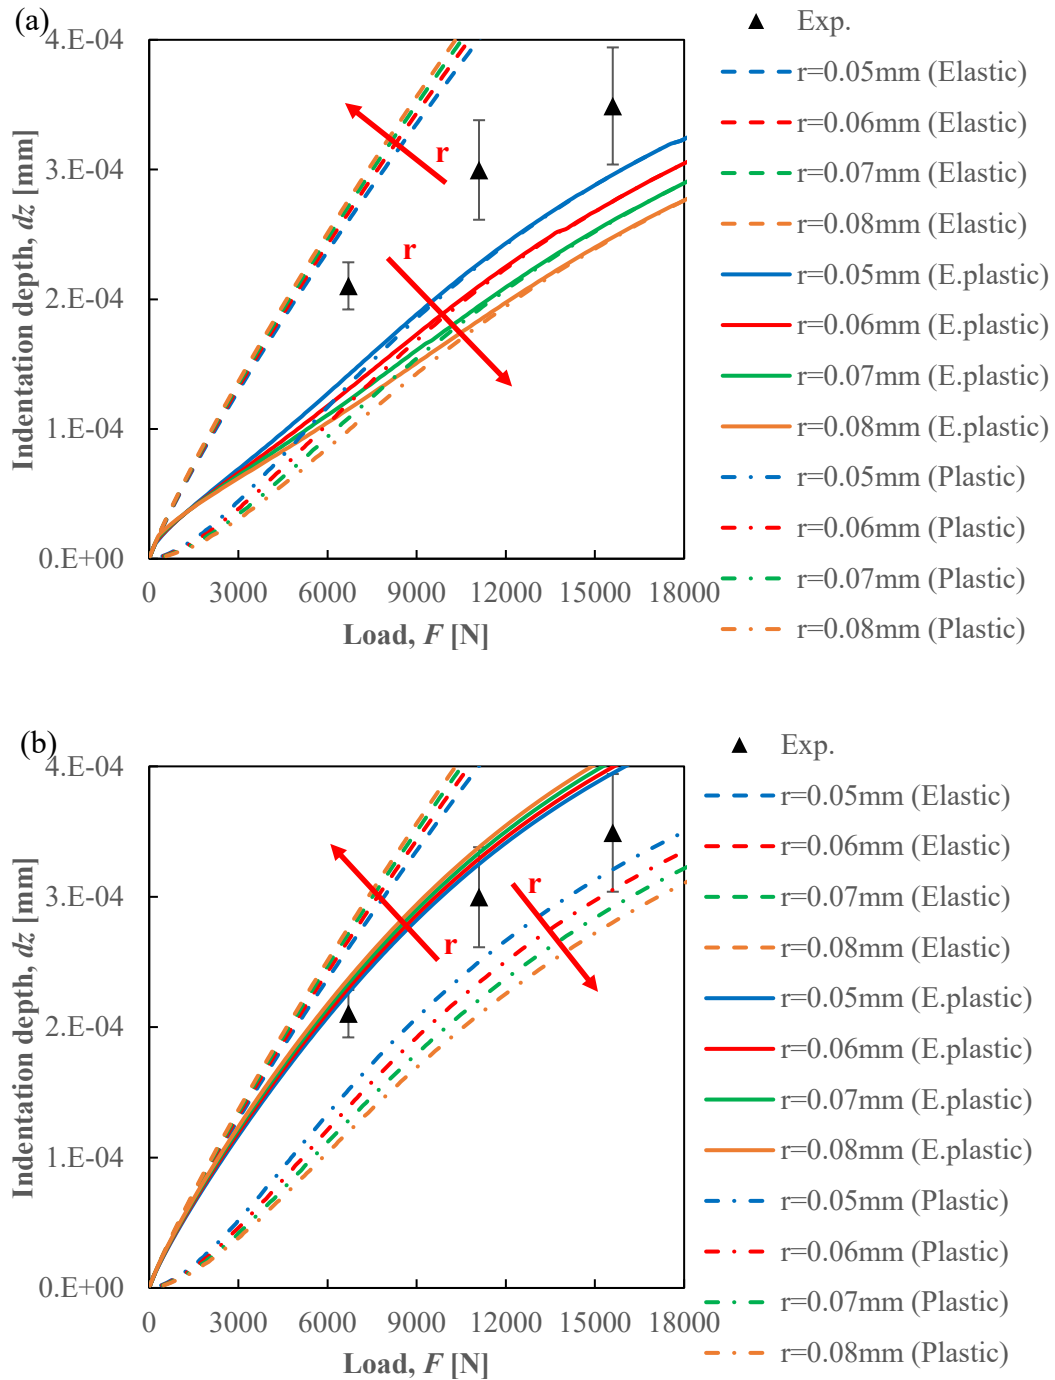 (a)
Exp.
4.E-04
3.E-04
2.E-04
1.E-04
0.E+00
Indentation depth, dz [mm]
r
r
0 3000 6000 9000 12000 15000 18000
Load, F [N]
r=0.05mm (Elastic)
r=0.06mm (Elastic)
r=0.07mm (Elastic)
r=0.08mm (Elastic)
r=0.05mm (E.plastic)
r=0.06mm (E.plastic)
r=0.07mm (E.plastic)
r=0.08mm (E.plastic)
r=0.05mm (Plastic)
r=0.06mm (Plastic)
r=0.07mm (Plastic)
r=0.08mm (Plastic)
(b)
Exp.
4.E-04
3.E-04
2.E-04
1.E-04
0.E+00
Indentation depth, dz [mm]
r
r
0 3000 6000 9000 12000 15000 18000
Load, F [N]
r=0.05mm (Elastic)
r=0.06mm (Elastic)
r=0.07mm (Elastic)
r=0.08mm (Elastic)
r=0.05mm (E.plastic)
r=0.06mm (E.plastic)
r=0.07mm (E.plastic)
r=0.08mm (E.plastic)
r=0.05mm (Plastic)
r=0.06mm (Plastic)
r=0.07mm (Plastic)
r=0.08mm (Plastic)